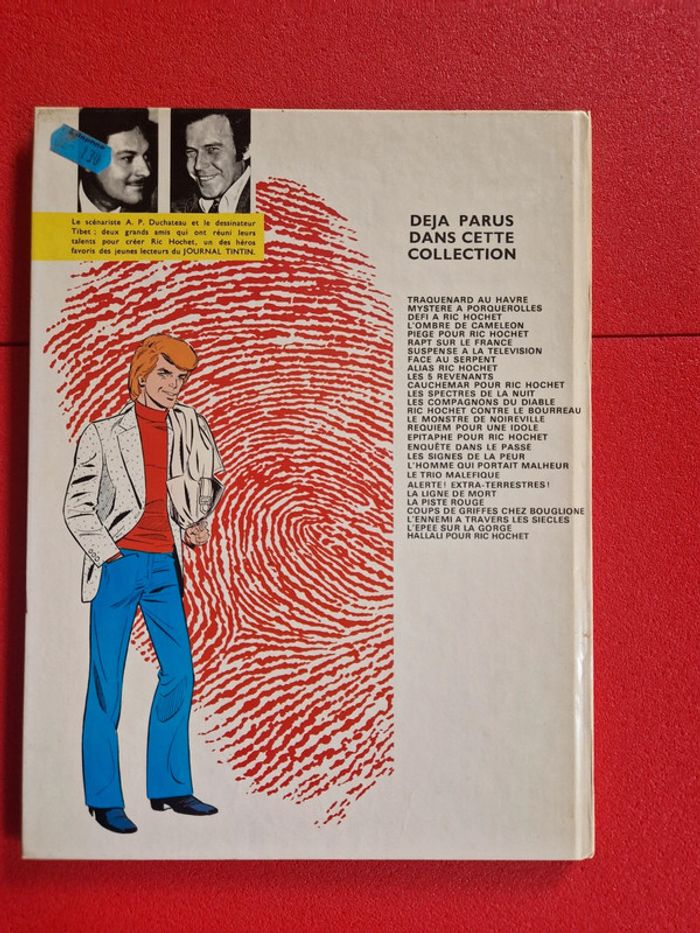 130
Le scénariste A. P. Duchateau et le dessinateur
Tibet ; deux grands amis qui ont réuni leurs
talents pour créer Ric Hochet, un des héros
favoris des jeunes lecteurs du JOURNAL TINTIN.
DEJA PARUS
DANS CETTE
COLLECTION
TRAQUENARD AU HAVRE
MYSTERE A PORQUEROLLES
DEFI A RIC HOCHET
L'OMBRE DE CAMELEON
PIEGE POUR RIC HOCHET
RAPT SUR LE FRANCE
SUSPENSE A LA TELEVISION
FACE AU SERPENT
ALIAS RIC HOCHET
LES 5 REVENANTS
CAUCHEMAR POUR RIC HOCHET
LES SPECTRES DE LA NUIT
LES COMPAGNONS DU DIABLE
RIC HOCHET CONTRE LE BOURREAU
LE MONSTRE DE NOIREVILLE
REQUIEM POUR UNE IDOLE
EPITAPHE POUR RIC HOCHET
ENQUÊTE DANS LE PASSÉ
LES SIGNES DE LA PEUR
L'HOMME QUI PORTAIT MALHEUR
LE TRIO MALEFIQUE
ALERTE! EXTRA-TERRESTRES!
LA LIGNE DE MORT
LA PISTE ROUGE
COUPS DE GRIFFES CHEZ BOUGLIONE
L'ENNEMI A TRAVERS LES SIECLES
L'EPEE SUR LA GORGE
HALLALI POUR RIC HOCHET